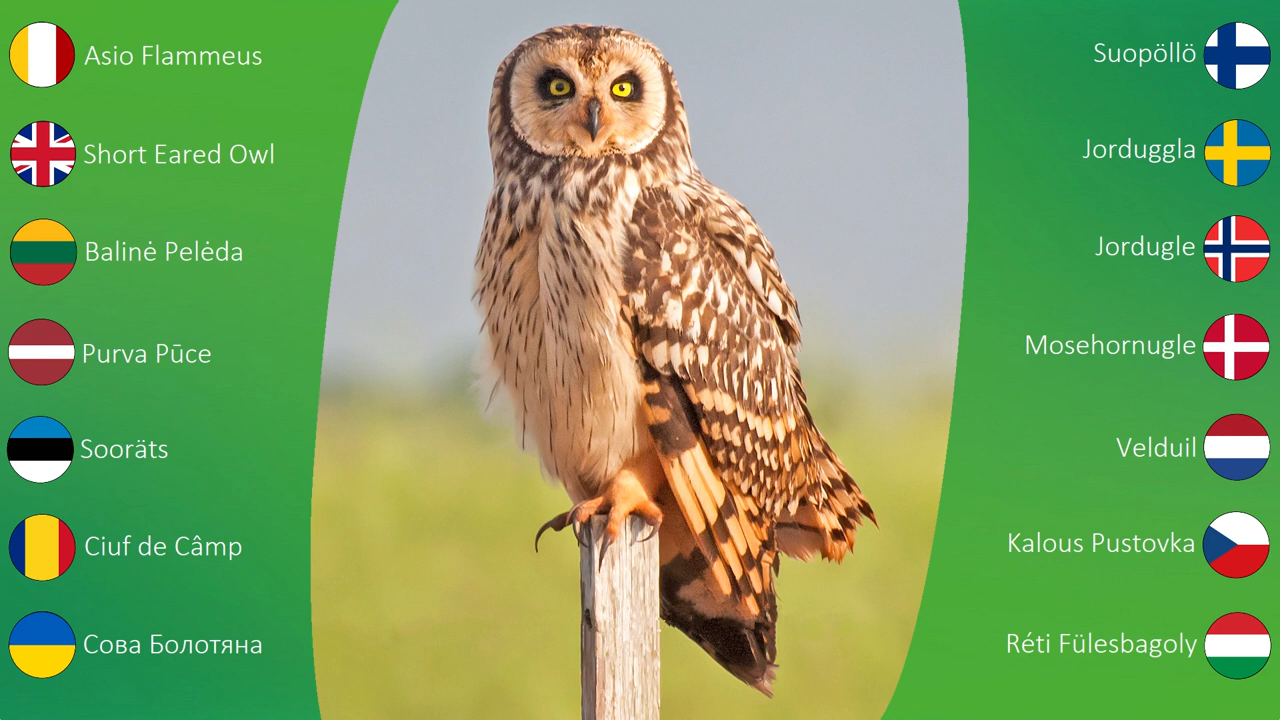 Asio Flammeus
Short Eared Owl
Balinė Pelėda
Purva Pūce
Sooräts
Ciuf de Câmp
Сова Болотяна
Suopöllö
Jorduggla
Jordugle
Mosehornugle
Velduil
Kalous Pustovka
Réti Fülesbagoly